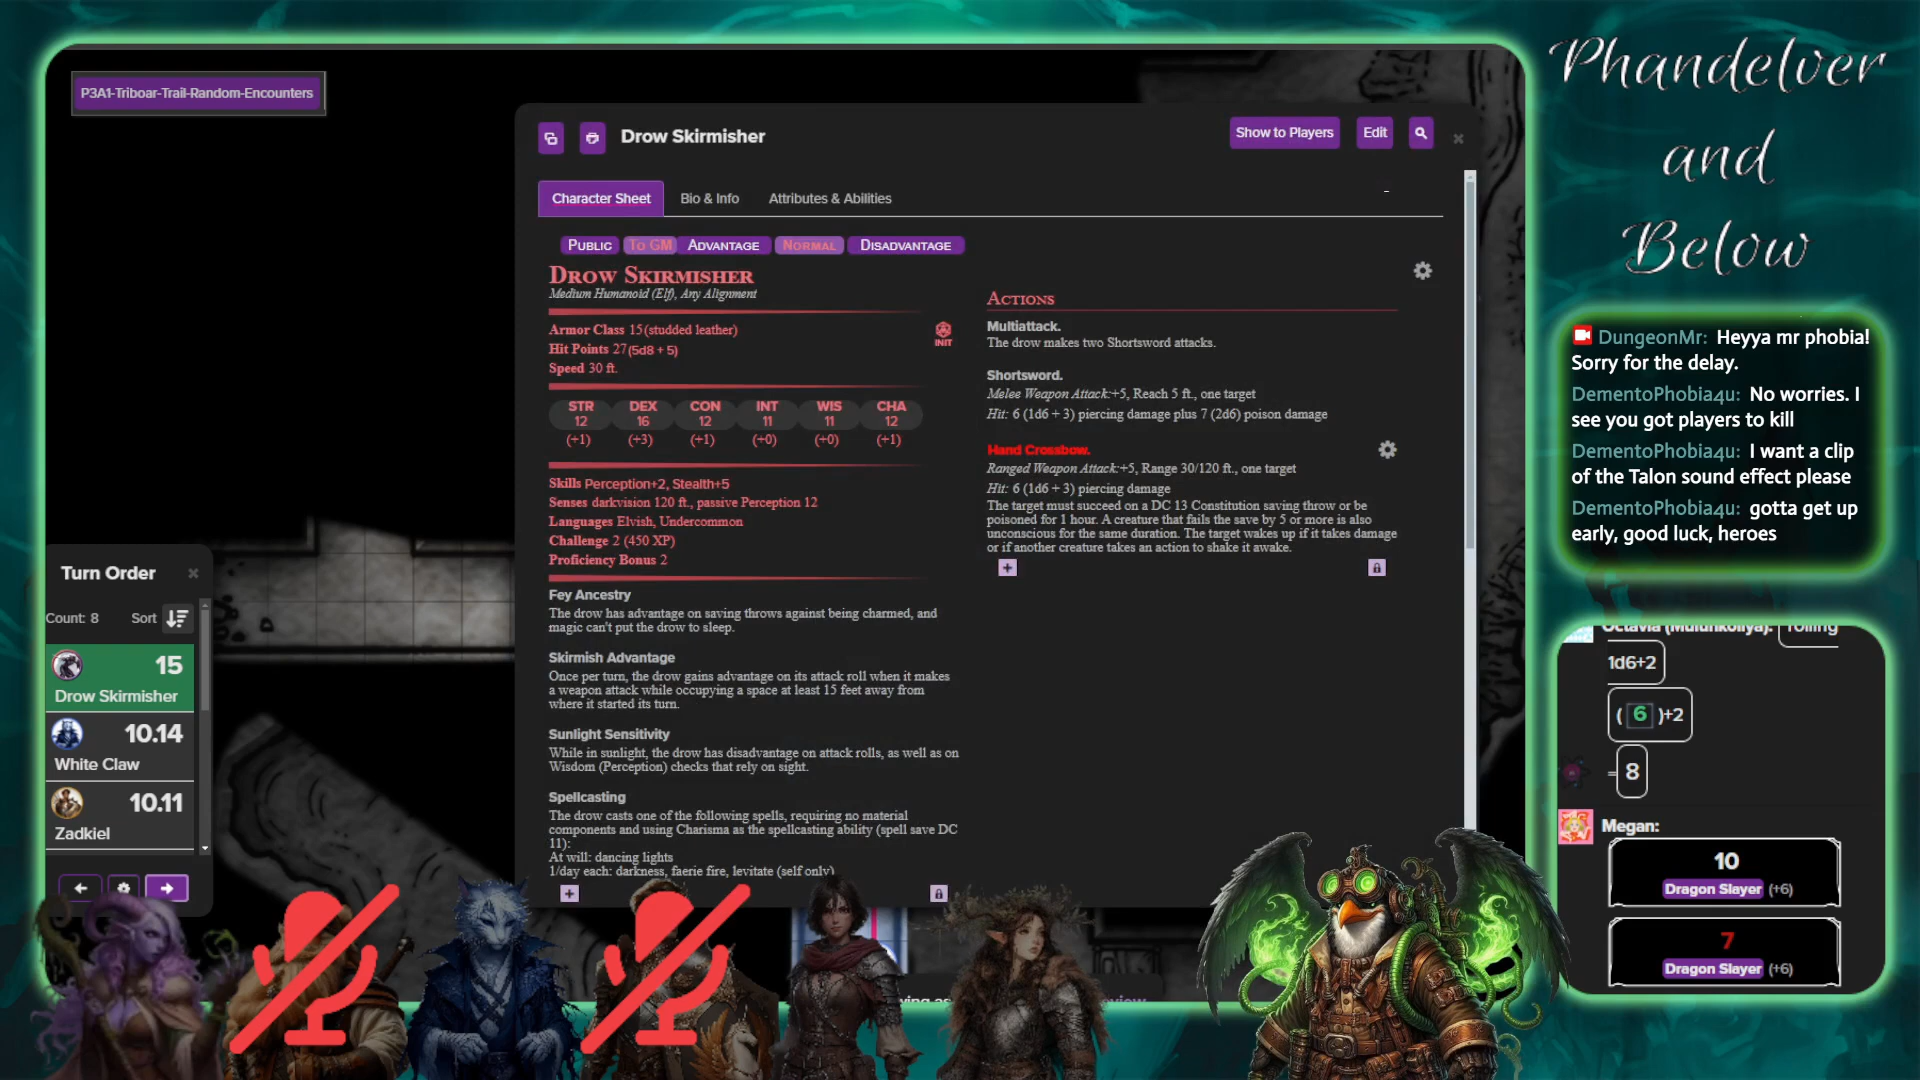 P3A1-Triboar-Trail-Random-Encounters
Drow Skirmisher
Show to Players
Edit
Character Sheet
Bio & Info
Attributes & Abilities
PUBLIC
TO GM
ADVANTAGE
NORMAL
DISADVANTAGE
DROW SKIRMISHER
Medium Humanoid (Elf), Any Alignment
Armor Class 15(studded leather)
Hit Points 27(5d8 + 5)
Speed 30 ft.
INIT
STR DEX CON INT WIS CHA
12 16 12 11 11 12
(+1) (+3) (+1) (+0) (+0) (+1)
Skills Perception+2, Stealth+5
Senses darkvision 120 ft., passive Perception 12
Languages Elvish, Undercommon
Challenge 2 (450 XP)
Proficiency Bonus 2
Fey Ancestry
The drow has advantage on saving throws against being charmed, and
magic can't put the drow to sleep.
Skirmish Advantage
Once per turn, the drow gains advantage on its attack roll when it makes
a weapon attack while occupying a space at least 15 feet away from
where it started its turn.
Sunlight Sensitivity
While in sunlight, the drow has disadvantage on attack rolls, as well as on
Wisdom (Perception) checks that rely on sight.
Spellcasting
The drow casts one of the following spells, requiring no material
components and using Charisma as the spellcasting ability (spell save DC
11):
At will: dancing lights
1/day each: darkness, faerie fire, levitate (self only)
ACTIONS
Multiattack.
The drow makes two Shortsword attacks.
Shortsword.
Melee Weapon Attack:+5, Reach 5 ft., one target
Hit: 6 (1d6 + 3) piercing damage plus 7 (2d6) poison damage
Hand Crossbow.
Ranged Weapon Attack:+5, Range 30/120 ft., one target
Hit: 6 (1d6 + 3) piercing damage
The target must succeed on a DC 13 Constitution saving throw or be
poisoned for 1 hour. A creature that fails the save by 5 or more is also
unconscious for the same duration. The target wakes up if it takes damage
or if another creature takes an action to shake it awake.
Turn Order
Count: 8
Sort
15
Drow Skirmisher
10.14
White Claw
10.11
Zadkiel
Phandelver
and
Below
DungeonMr: Heyya mr phobia!
Sorry for the delay.
DementoPhobia4u: No worries. I
see you got players to kill
DementoPhobia4u: I want a clip
of the Talon sound effect please
DementoPhobia4u: gotta get up
early, good luck, heroes
rolling
1d6+2
(6)+2
=8
Megan:
10
Dragon Slayer (+6)
7
Dragon Slayer (+6)